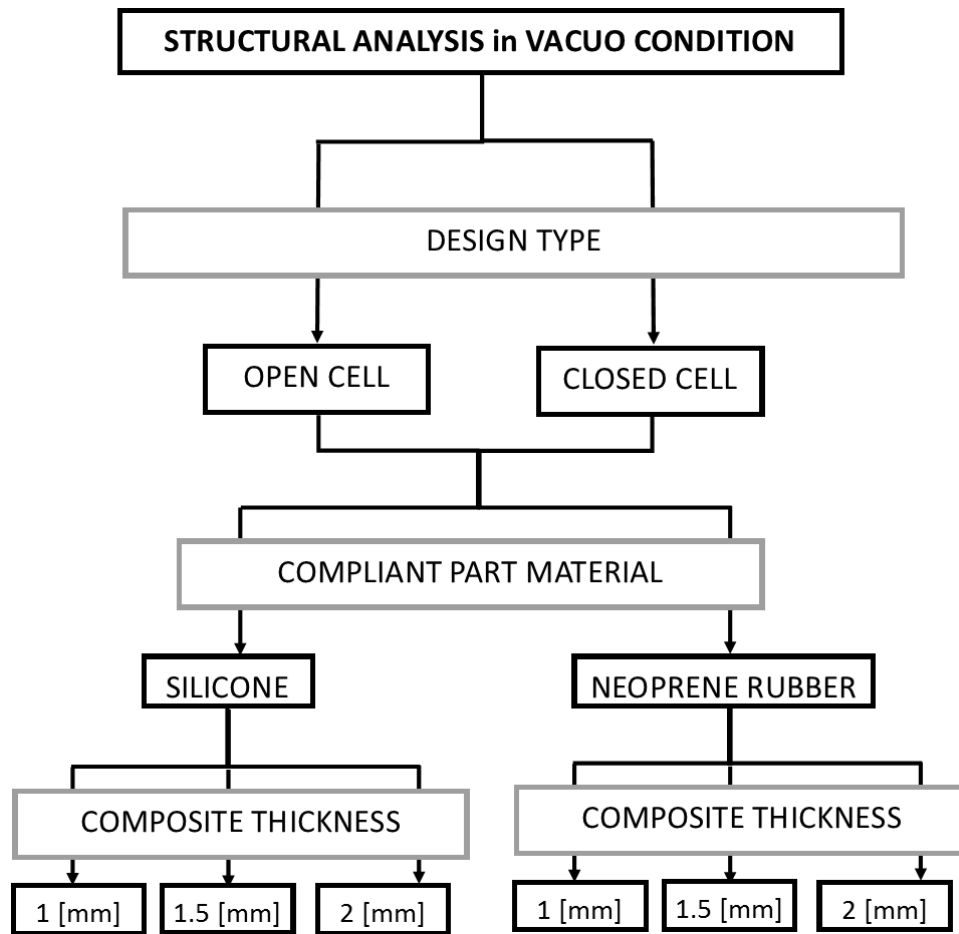 STRUCTURAL ANALYSIS in VACUO CONDITION
DESIGN TYPE
OPEN CELL
CLOSED CELL
COMPLIANT PART MATERIAL
SILICONE
NEOPRENE RUBBER
COMPOSITE THICKNESS
COMPOSITE THICKNESS
1 [mm]
1.5 [mm]
2 [mm]
1 [mm]
1.5 [mm]
2 [mm]